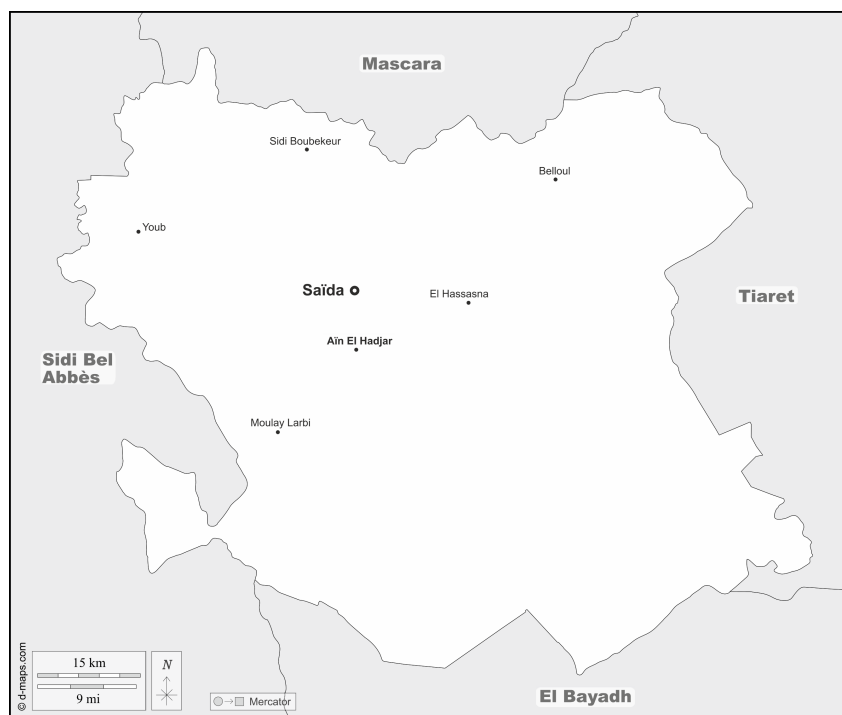 Mascara
Sidi Boubekeur
Belloul
Youb
Saïda
El Hassasna
Tiaret
Aïn El Hadjar
Sidi Bel
Abbès
Moulay Larbi
© d-maps.com
15 km
9 mi
N
Mercator
El Bayadh